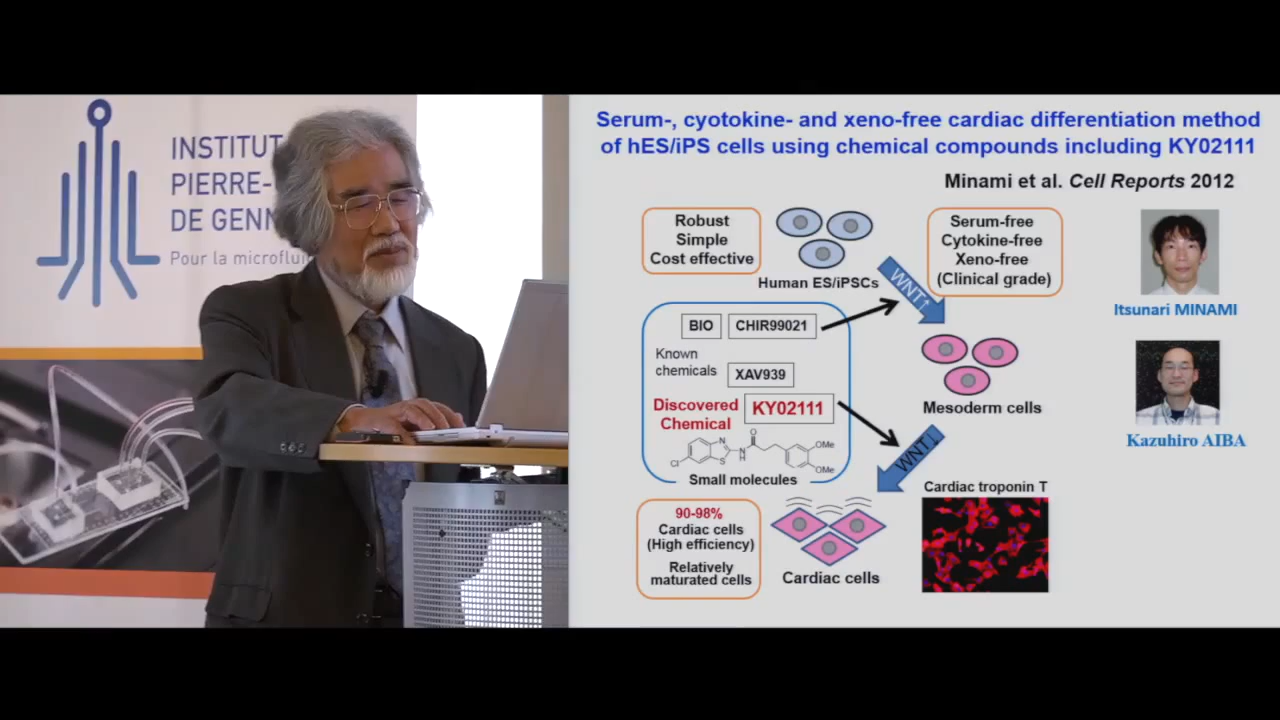 INSTITUT
PIERRE-
DE GENN
Pour la microflui
Serum-, cyotokine- and xeno-free cardiac differentiation method
of hES/iPS cells using chemical compounds including KY02111
Minami et al. Cell Reports 2012
Robust
Simple
Cost effective
Human ES/iPSCs
Serum-free
Cytokine-free
Xeno-free
(Clinical grade)
WNT↑
Itsunari MINAMI
BIO
CHIR99021
Known
chemicals
XAV939
Discovered
Chemical
KY02111
N
O
OMe
Cl
S
N
H
OMe
Small molecules
Mesoderm cells
Kazuhiro AIBA
WNT↓
Cardiac troponin T
90-98%
Cardiac cells
(High efficiency)
Relatively
maturated cells
Cardiac cells